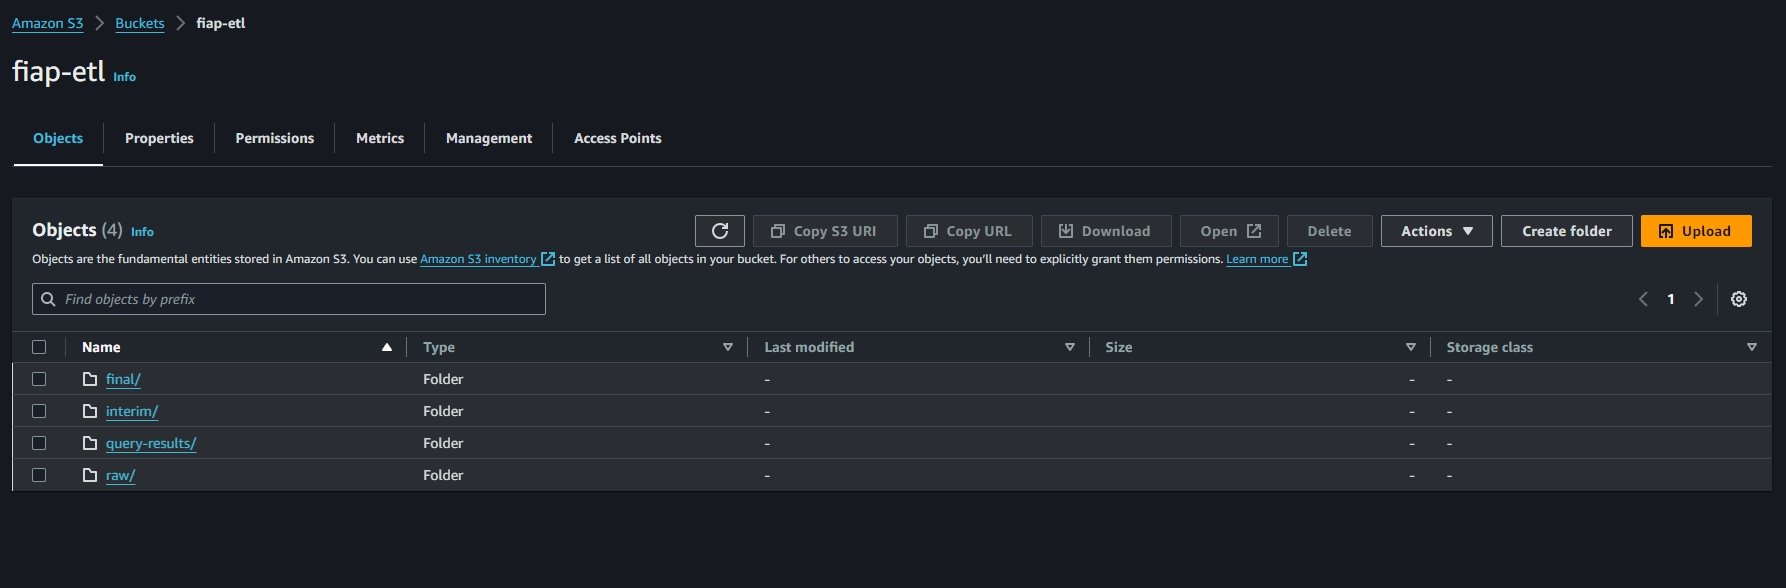 Amazon S3 > Buckets > fiap-etl
fiap-etl Info
Objects Properties Permissions Metrics Management Access Points
Objects (4) Info Copy S3 URI Copy URL Download Open Delete Actions Create folder Upload
Objects are the fundamental entities stored in Amazon S3. You can use Amazon S3 inventory to get a list of all objects in your bucket. For others to access your objects, you’ll need to explicitly grant them permissions. Learn more
Find objects by prefix 1
Name Type Last modified Size Storage class
final/ Folder - - -
interim/ Folder - - -
query-results/ Folder - - -
raw/ Folder - - -